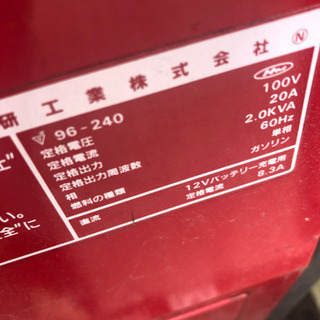 研工業株式会社 Ⓝ
96-240
定格電圧 100V
定格電流 20A
定格出力 2.0KVA
定格出力周波数 60Hz
相 単相
燃料の種類 ガソリン
直流 12Vバッテリー充電用
定格電流 8.3A
い。
全"に